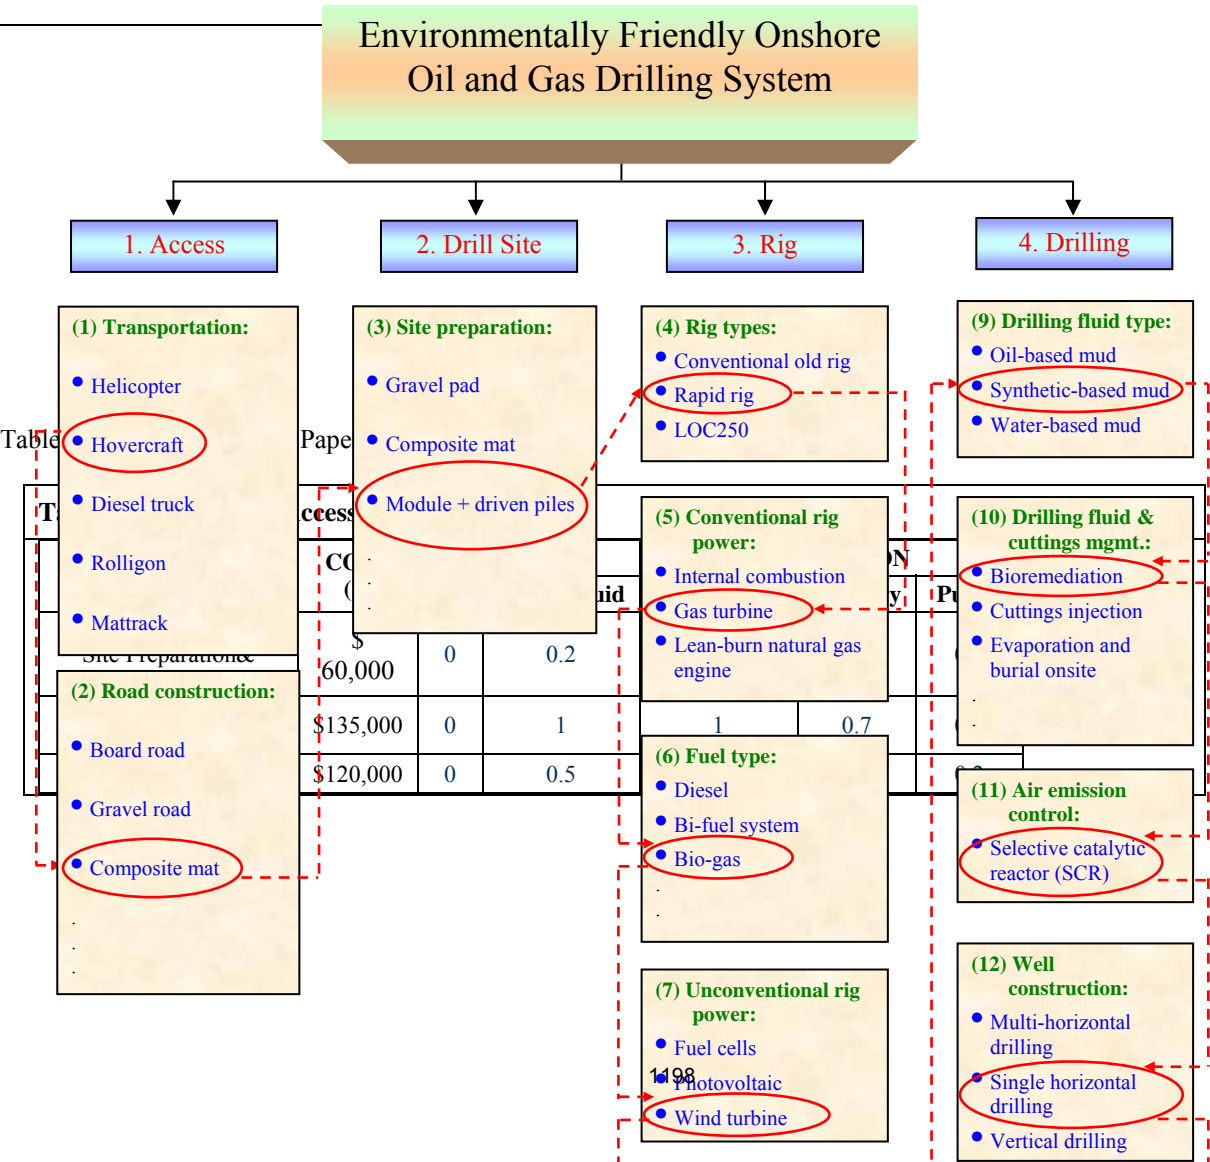 Environmentally Friendly Onshore
Oil and Gas Drilling System
1. Access
2. Drill Site
3. Rig
4. Drilling
(1) Transportation:
Helicopter
Hovercraft
Diesel truck
Rolligon
Mattrack
(2) Road construction:
Board road
Gravel road
Composite mat
.
.
.
(3) Site preparation:
Gravel pad
Composite mat
Module + driven piles
.
.
.
(4) Rig types:
Conventional old rig
Rapid rig
LOC250
(5) Conventional rig
power:
Internal combustion
Gas turbine
Lean-burn natural gas
engine
(6) Fuel type:
Diesel
Bi-fuel system
Bio-gas
.
.
(7) Unconventional rig
power:
Fuel cells
Photovoltaic
Wind turbine
(9) Drilling fluid type:
Oil-based mud
Synthetic-based mud
Water-based mud
(10) Drilling fluid &
cuttings mgmt.:
Bioremediation
Cuttings injection
Evaporation and
burial onsite
.
.
(11) Air emission
control:
Selective catalytic
reactor (SCR)
(12) Well
construction:
Multi-horizontal
drilling
Single horizontal
drilling
Vertical drilling
Table
Site Preparation&
$
60,000 0 0.2
$135,000 0 1 1 0.7
$120,000 0 0.5
1198